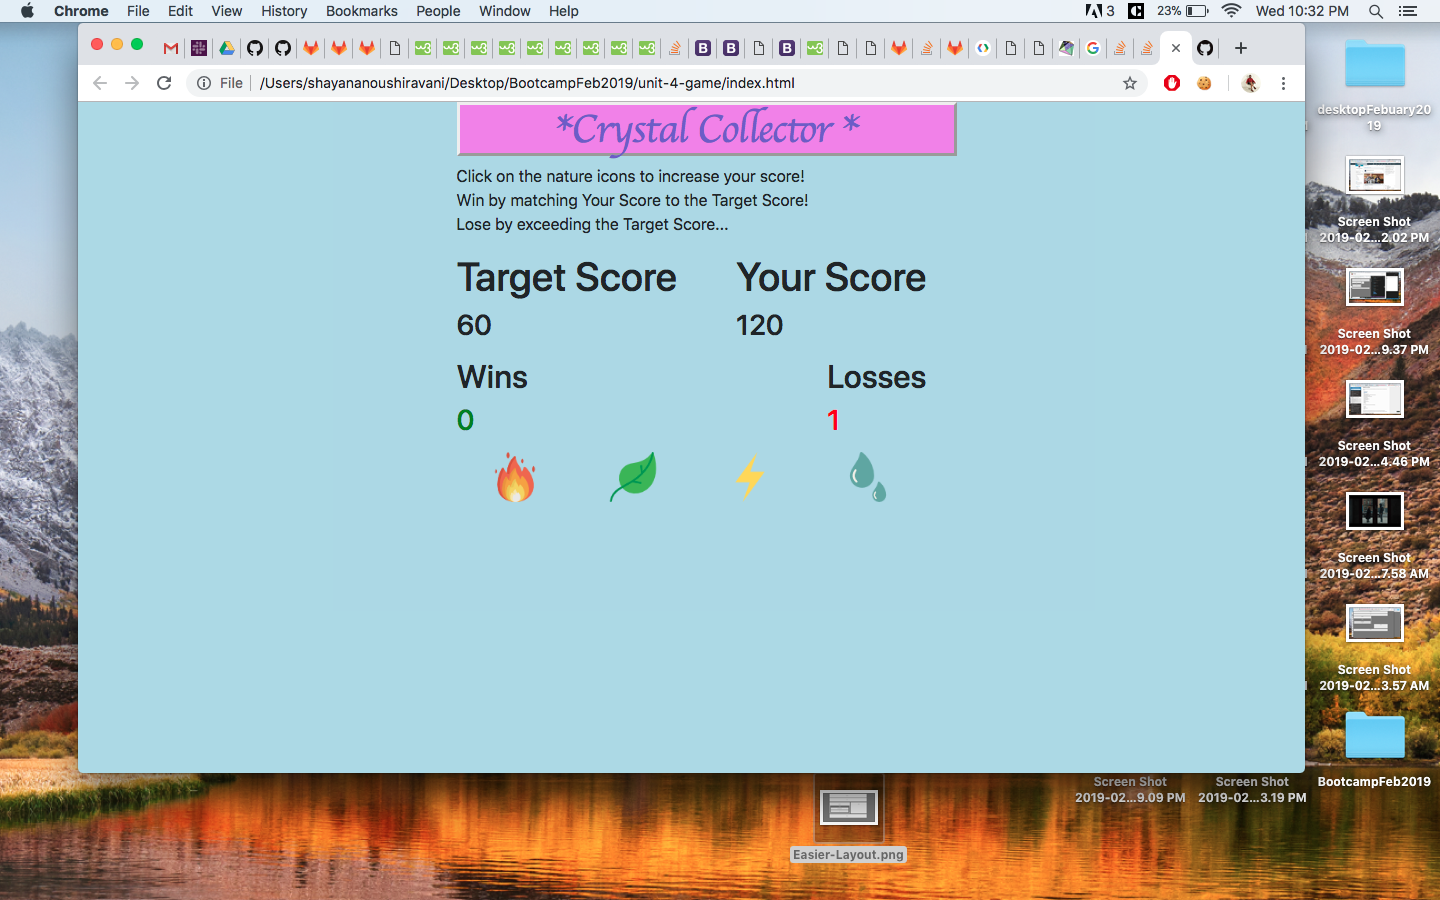 Chrome File Edit View History Bookmarks People Window Help 3 23% Wed 10:32 PM
File /Users/shayananoushiravani/Desktop/BootcampFeb2019/unit-4-game/index.html
*Crystal Collector *
Click on the nature icons to increase your score!
Win by matching Your Score to the Target Score!
Lose by exceeding the Target Score...
Target Score Your Score
60 120
Wins Losses
0 1
desktopFebuary20
19
Screen Shot
2019-02...2.02 PM
Screen Shot
2019-02...9.37 PM
Screen Shot
2019-02...4.46 PM
Screen Shot
2019-02...7.58 AM
Screen Shot
2019-02...3.57 AM
BootcampFeb2019
Screen Shot
2019-02...9.09 PM
Screen Shot
2019-02...3.19 PM
Easier-Layout.png